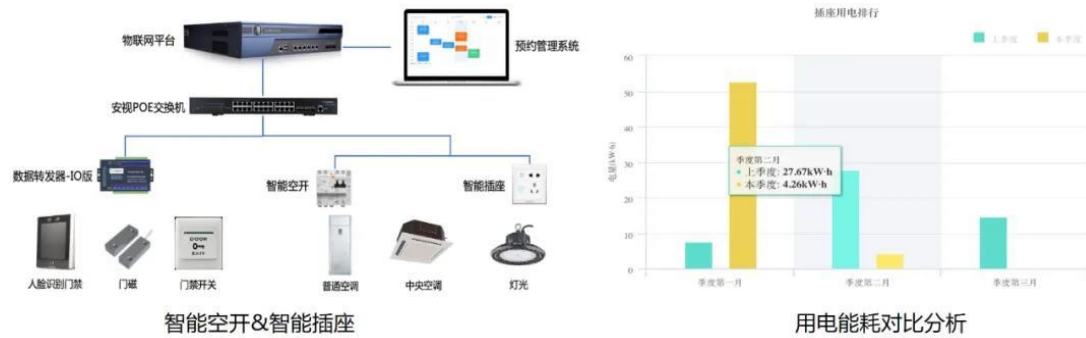 物联网平台
预约管理系统
安视POE交换机
数据转发器-IO版
智能空开
智能插座
DOOR
EXIT
人脸识别门禁
门磁
门禁开关
普通空调
中央空调
灯光
智能空开&智能插座
插座用电排行
上季度
本季度
60
50
40
30
20
10
0
电量(kW·h)
季度第二月
上季度: 27.67kW·h
本季度: 4.26kW·h
季度第一月
季度第二月
季度第三月
用电能耗对比分析